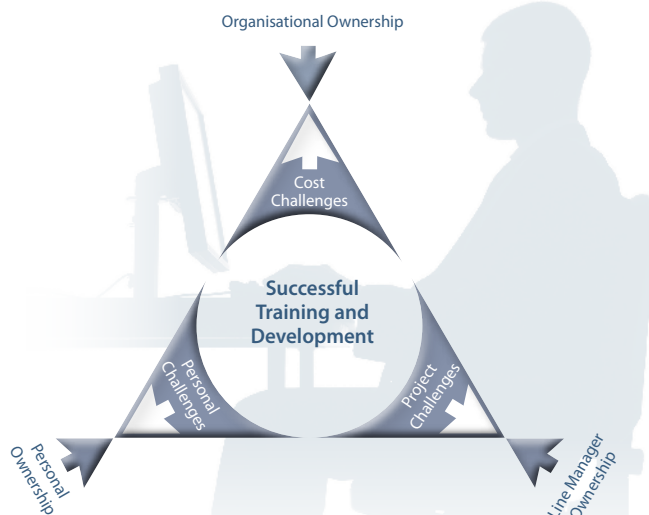 Organisational Ownership
Cost
Challenges
Successful
Training and
Development
Personal
Challenges
Project
Challenges
Personal
Ownership
Line Manager
Ownership